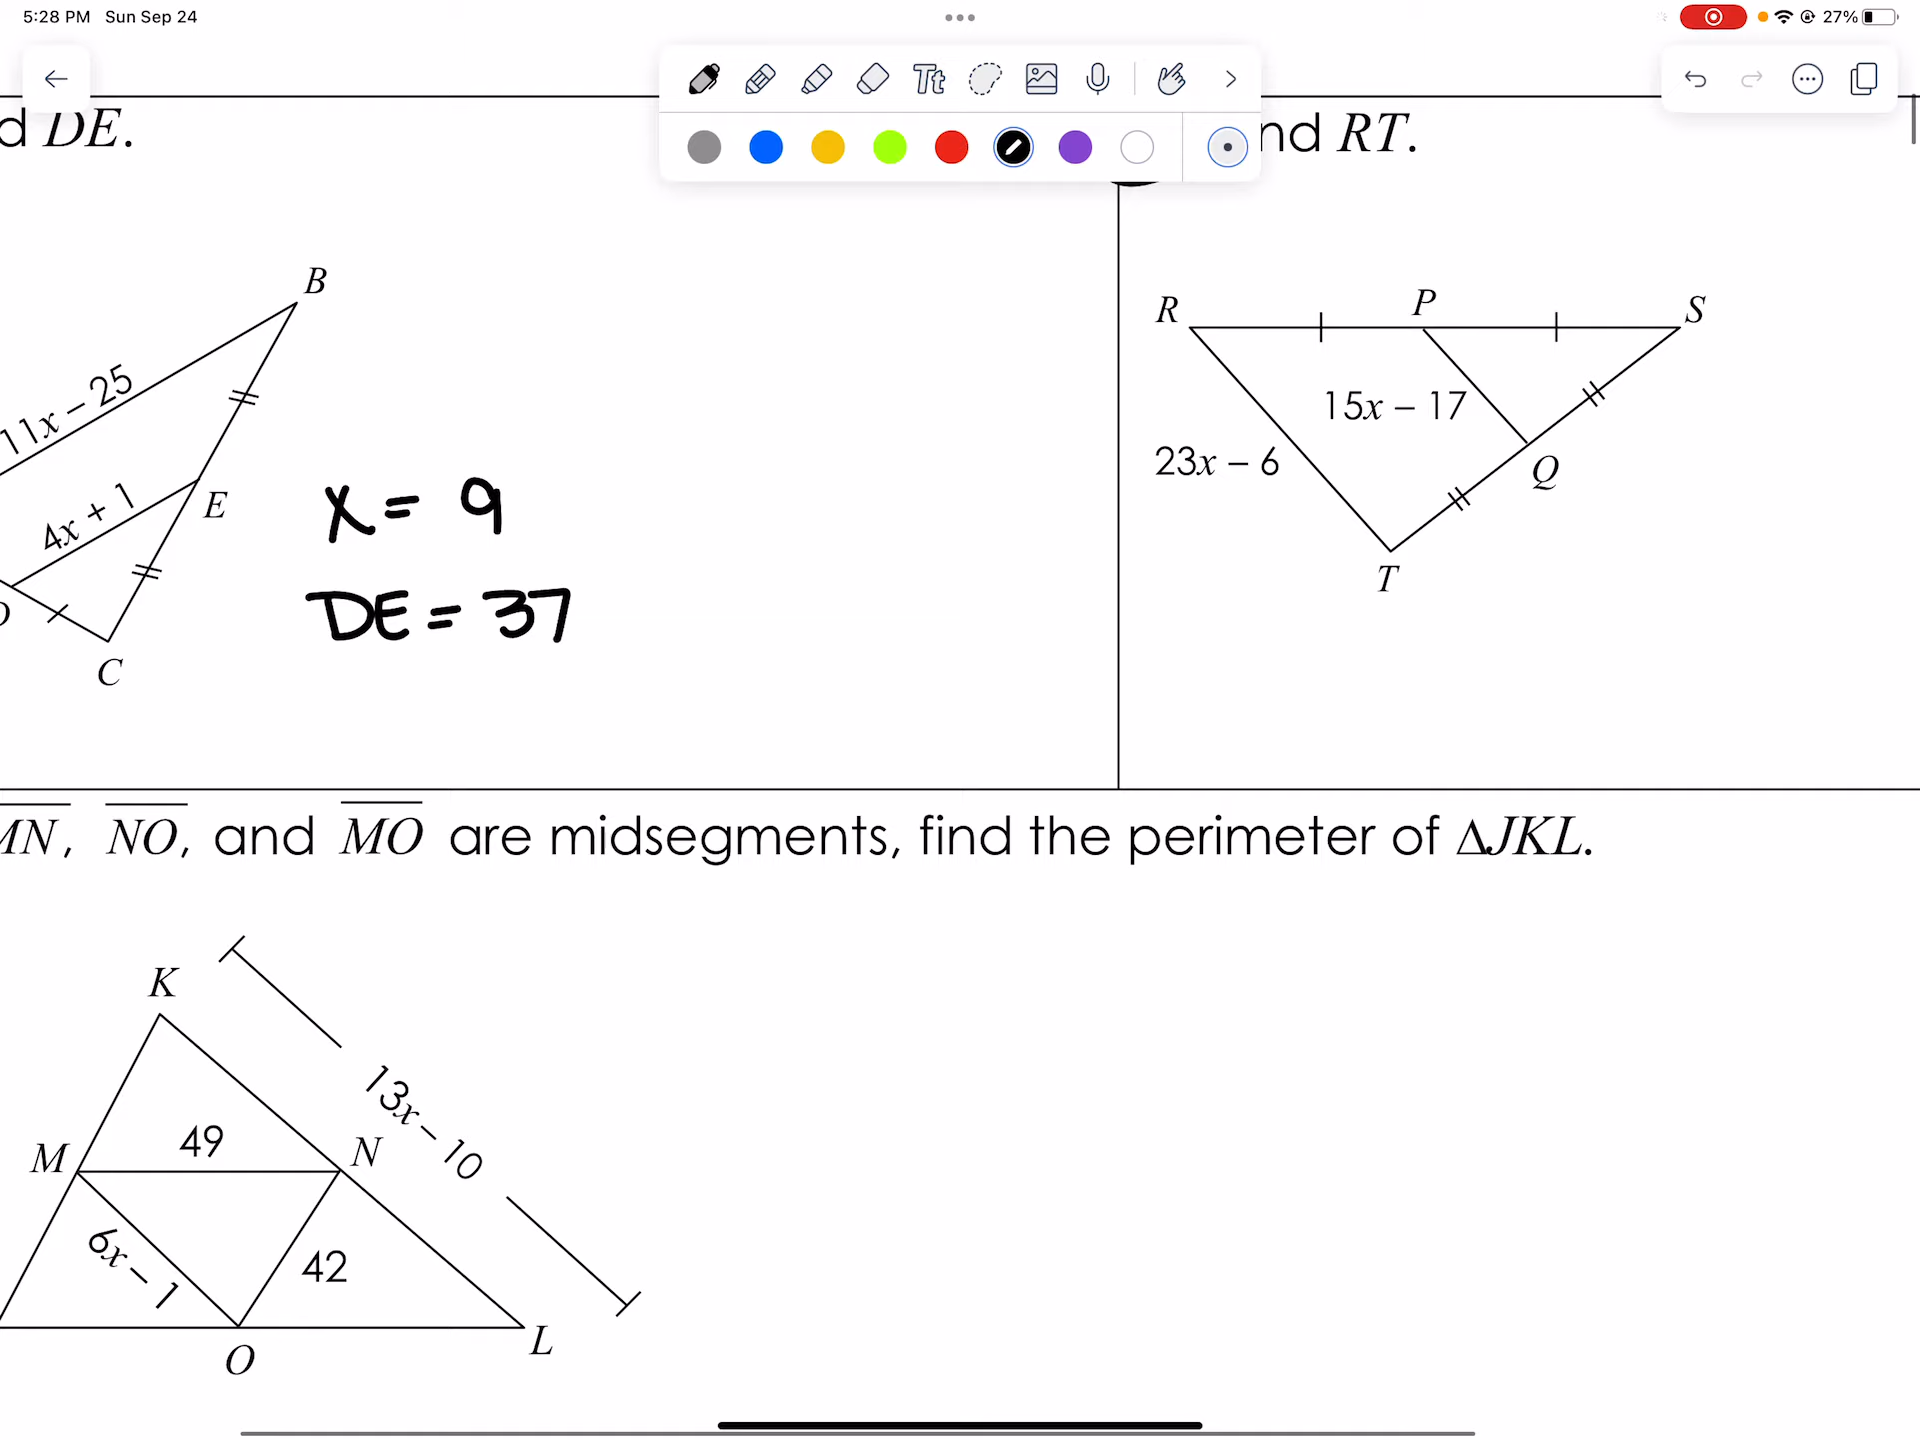 5:28 PM Sun Sep 24
27%
Tt
d DE.
nd RT.
B
11x – 25
4x + 1
E
C
x = 9
DE = 37
R
P
S
15x – 17
23x – 6
Q
T
MN, NO, and MO are midsegments, find the perimeter of ΔJKL.
K
13x – 10
49
M
N
6x – 1
42
O
L